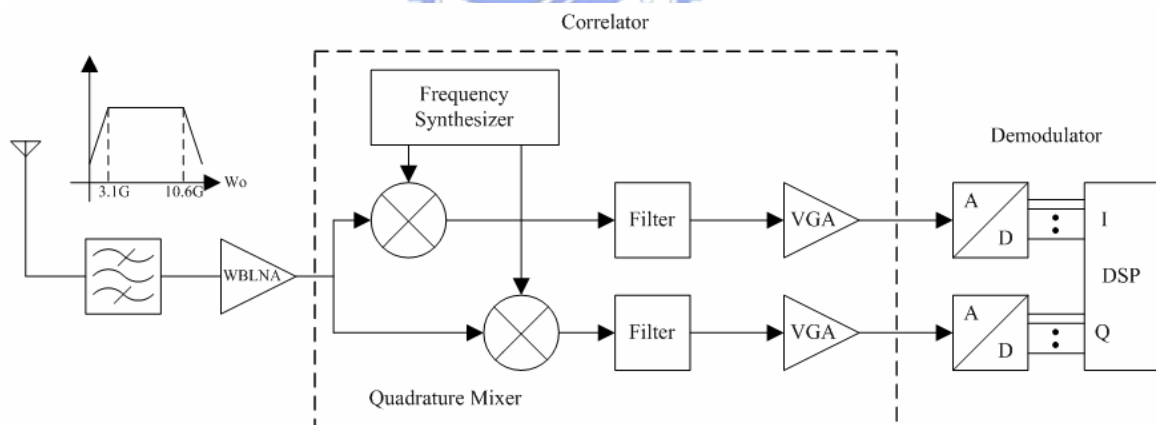 Correlator
Frequency
Synthesizer
Demodulator
3.1G
10.6G
Wo
A
D
I
Filter
VGA
WBLNA
DSP
Filter
VGA
A
D
Q
Quadrature Mixer